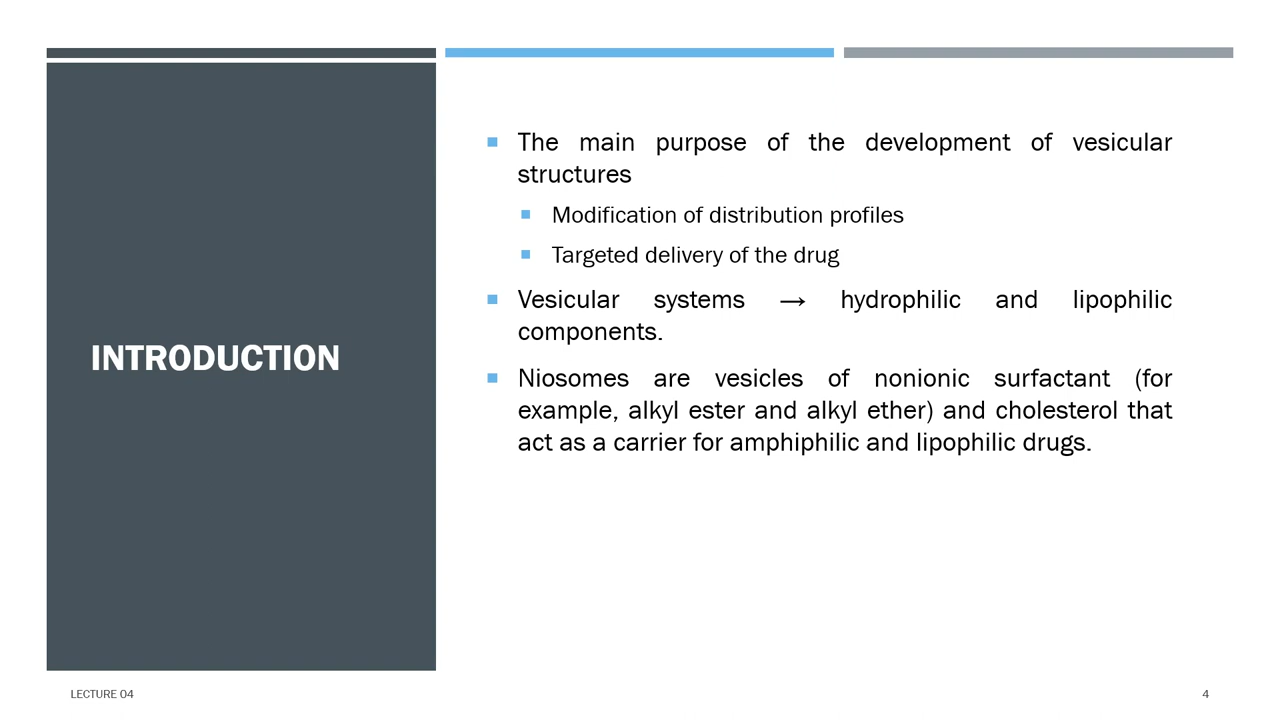 INTRODUCTION
The main purpose of the development of vesicular
structures
Modification of distribution profiles
Targeted delivery of the drug
Vesicular systems → hydrophilic and lipophilic
components.
Niosomes are vesicles of nonionic surfactant (for
example, alkyl ester and alkyl ether) and cholesterol that
act as a carrier for amphiphilic and lipophilic drugs.
LECTURE 04
4